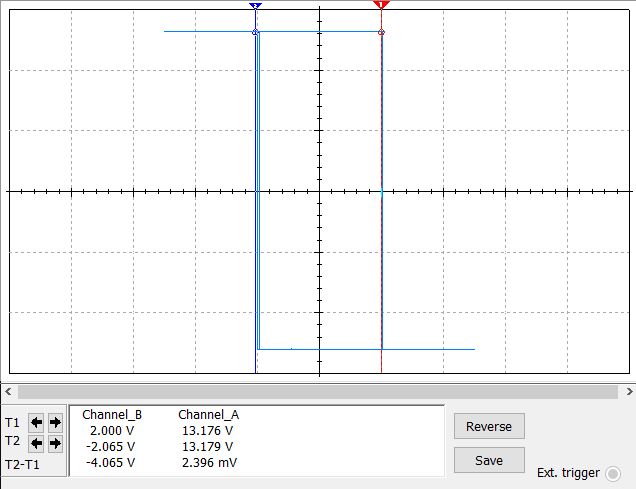 2
1
Channel_B Channel_A
T1 2.000 V 13.176 V
T2 -2.065 V 13.179 V
T2-T1 -4.065 V 2.396 mV
Reverse
Save
Ext. trigger